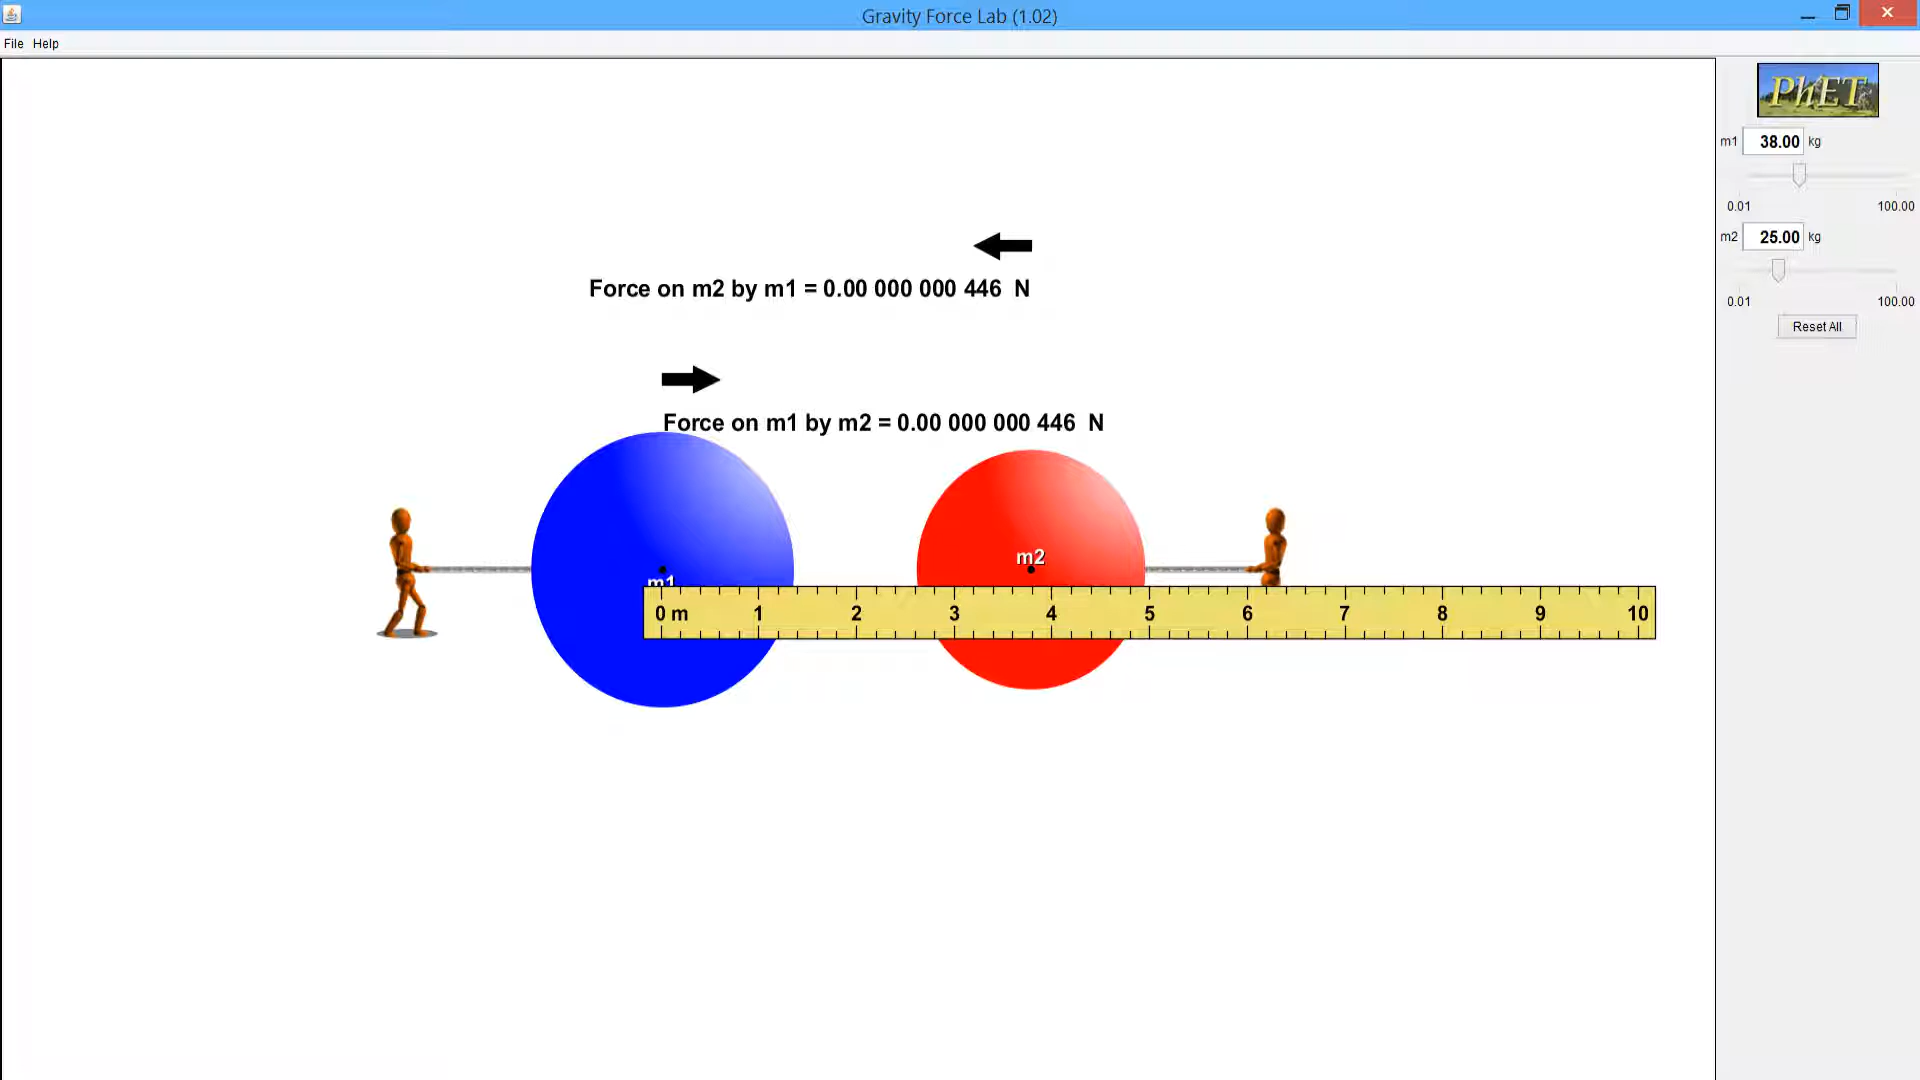 Gravity Force Lab (1.02)
File Help
PhET
m1 38.00 kg
0.01 100.00
m2 25.00 kg
0.01 100.00
Reset All
Force on m2 by m1 = 0.00 000 000 446 N
Force on m1 by m2 = 0.00 000 000 446 N
m2
m1
0 m 1 2 3 4 5 6 7 8 9 10